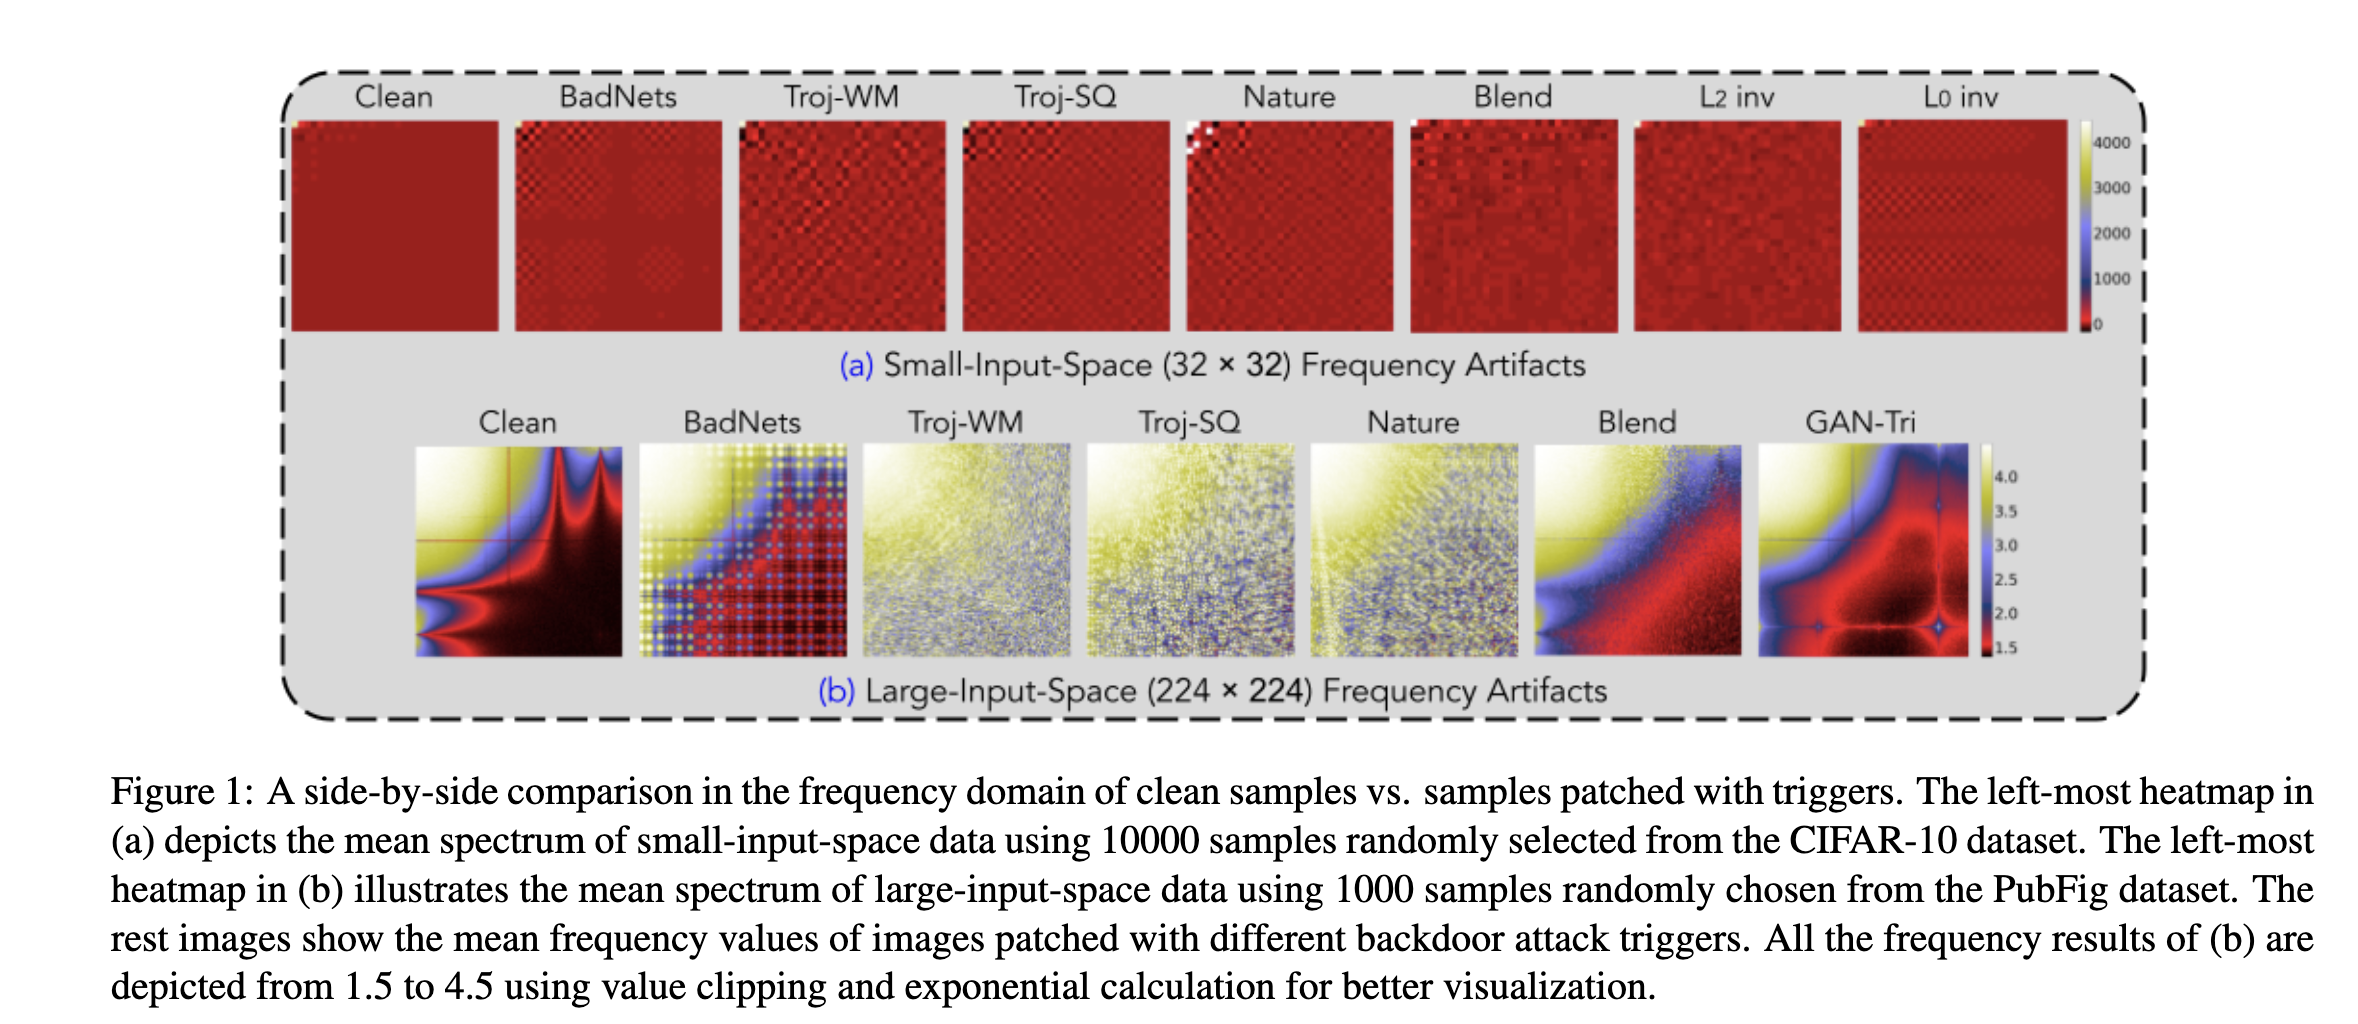 Clean BadNets Troj-WM Troj-SQ Nature Blend L2 inv L0 inv
4000
3000
2000
1000
0
(a) Small-Input-Space (32 × 32) Frequency Artifacts
Clean BadNets Troj-WM Troj-SQ Nature Blend GAN-Tri
4.0
3.5
3.0
2.5
2.0
1.5
(b) Large-Input-Space (224 × 224) Frequency Artifacts
Figure 1: A side-by-side comparison in the frequency domain of clean samples vs. samples patched with triggers. The left-most heatmap in
(a) depicts the mean spectrum of small-input-space data using 10000 samples randomly selected from the CIFAR-10 dataset. The left-most
heatmap in (b) illustrates the mean spectrum of large-input-space data using 1000 samples randomly chosen from the PubFig dataset. The
rest images show the mean frequency values of images patched with different backdoor attack triggers. All the frequency results of (b) are
depicted from 1.5 to 4.5 using value clipping and exponential calculation for better visualization.